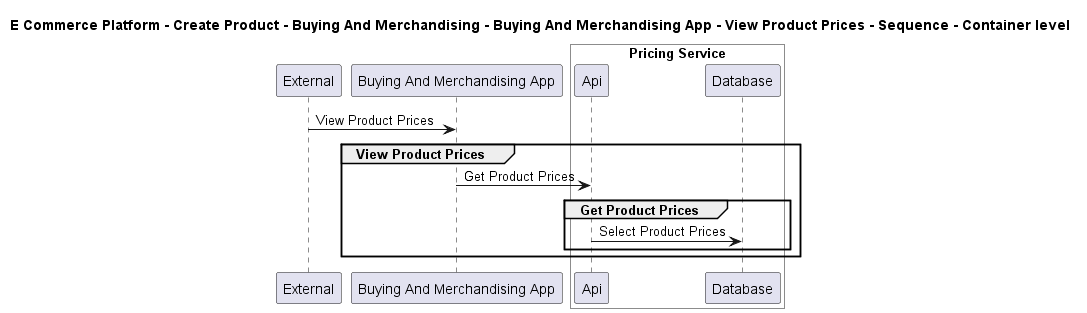 E Commerce Platform - Create Product - Buying And Merchandising - Buying And Merchandising App - View Product Prices - Sequence - Container level
Pricing Service
External Buying And Merchandising App Api Database
View Product Prices
View Product Prices
Get Product Prices
Get Product Prices
Select Product Prices
External Buying And Merchandising App Api Database